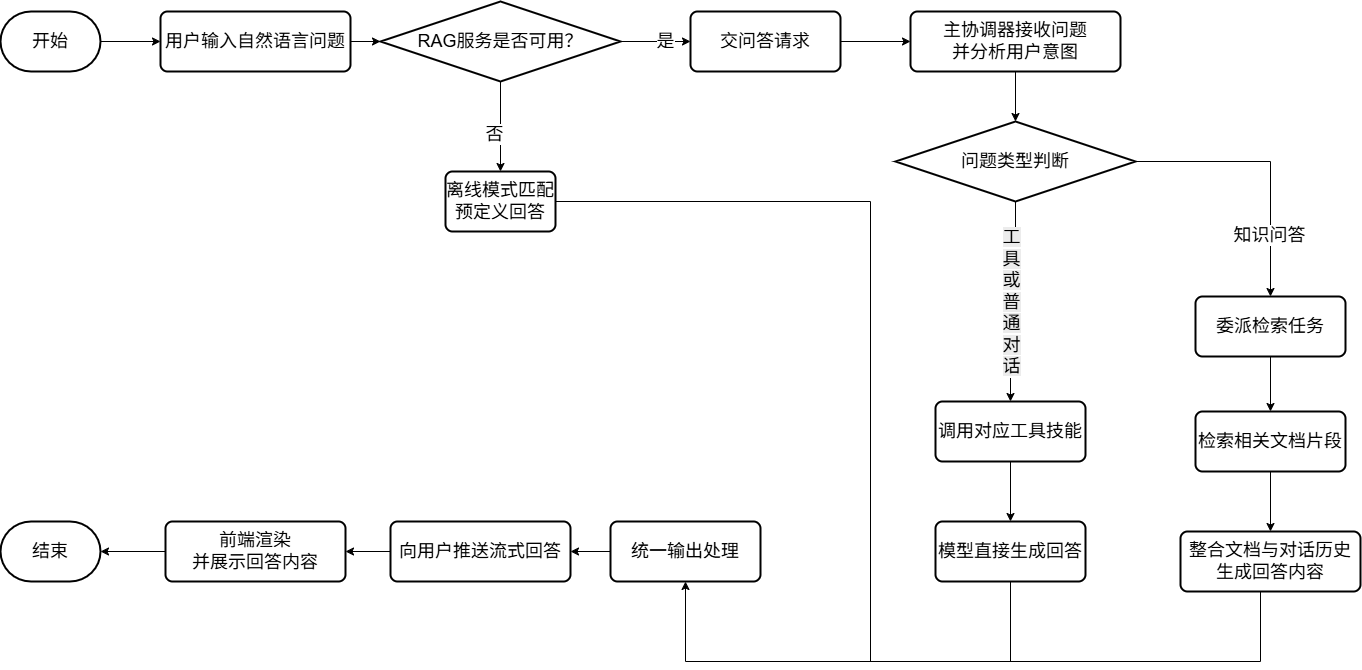 开始
用户输入自然语言问题
RAG服务是否可用？
是
交问答请求
主协调器接收问题
并分析用户意图
否
离线模式匹配
预定义回答
问题类型判断
工
具
或
普
通
对
话
知识问答
委派检索任务
调用对应工具技能
检索相关文档片段
模型直接生成回答
整合文档与对话历史
生成回答内容
统一输出处理
向用户推送流式回答
前端渲染
并展示回答内容
结束